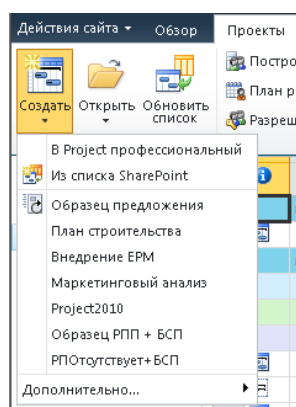 Действия сайта
Обзор
Проекты
Создать
Открыть
Обновить
список
Постро
План р
Разреш
В Project профессиональный
Из списка SharePoint
Образец предложения
План строительства
Внедрение EPM
Маркетинговый анализ
Project2010
Образец РПП + БСП
РПОтсутствует+БСП
Дополнительно...